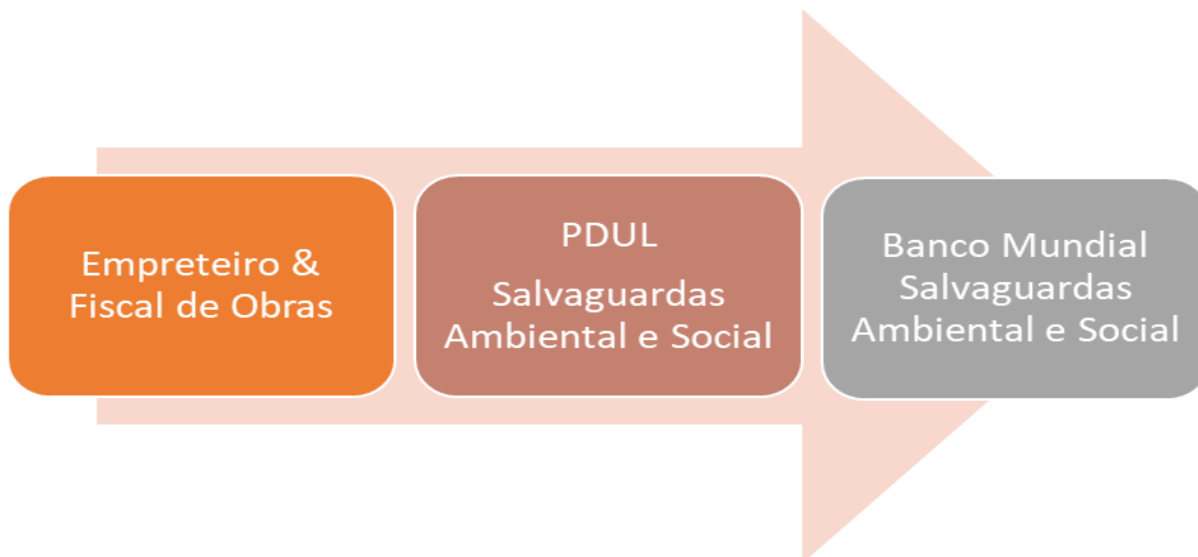 Empreteiro &
Fiscal de Obras
PDUL
Salvaguardas
Ambiental e Social
Banco Mundial
Salvaguardas
Ambiental e Social